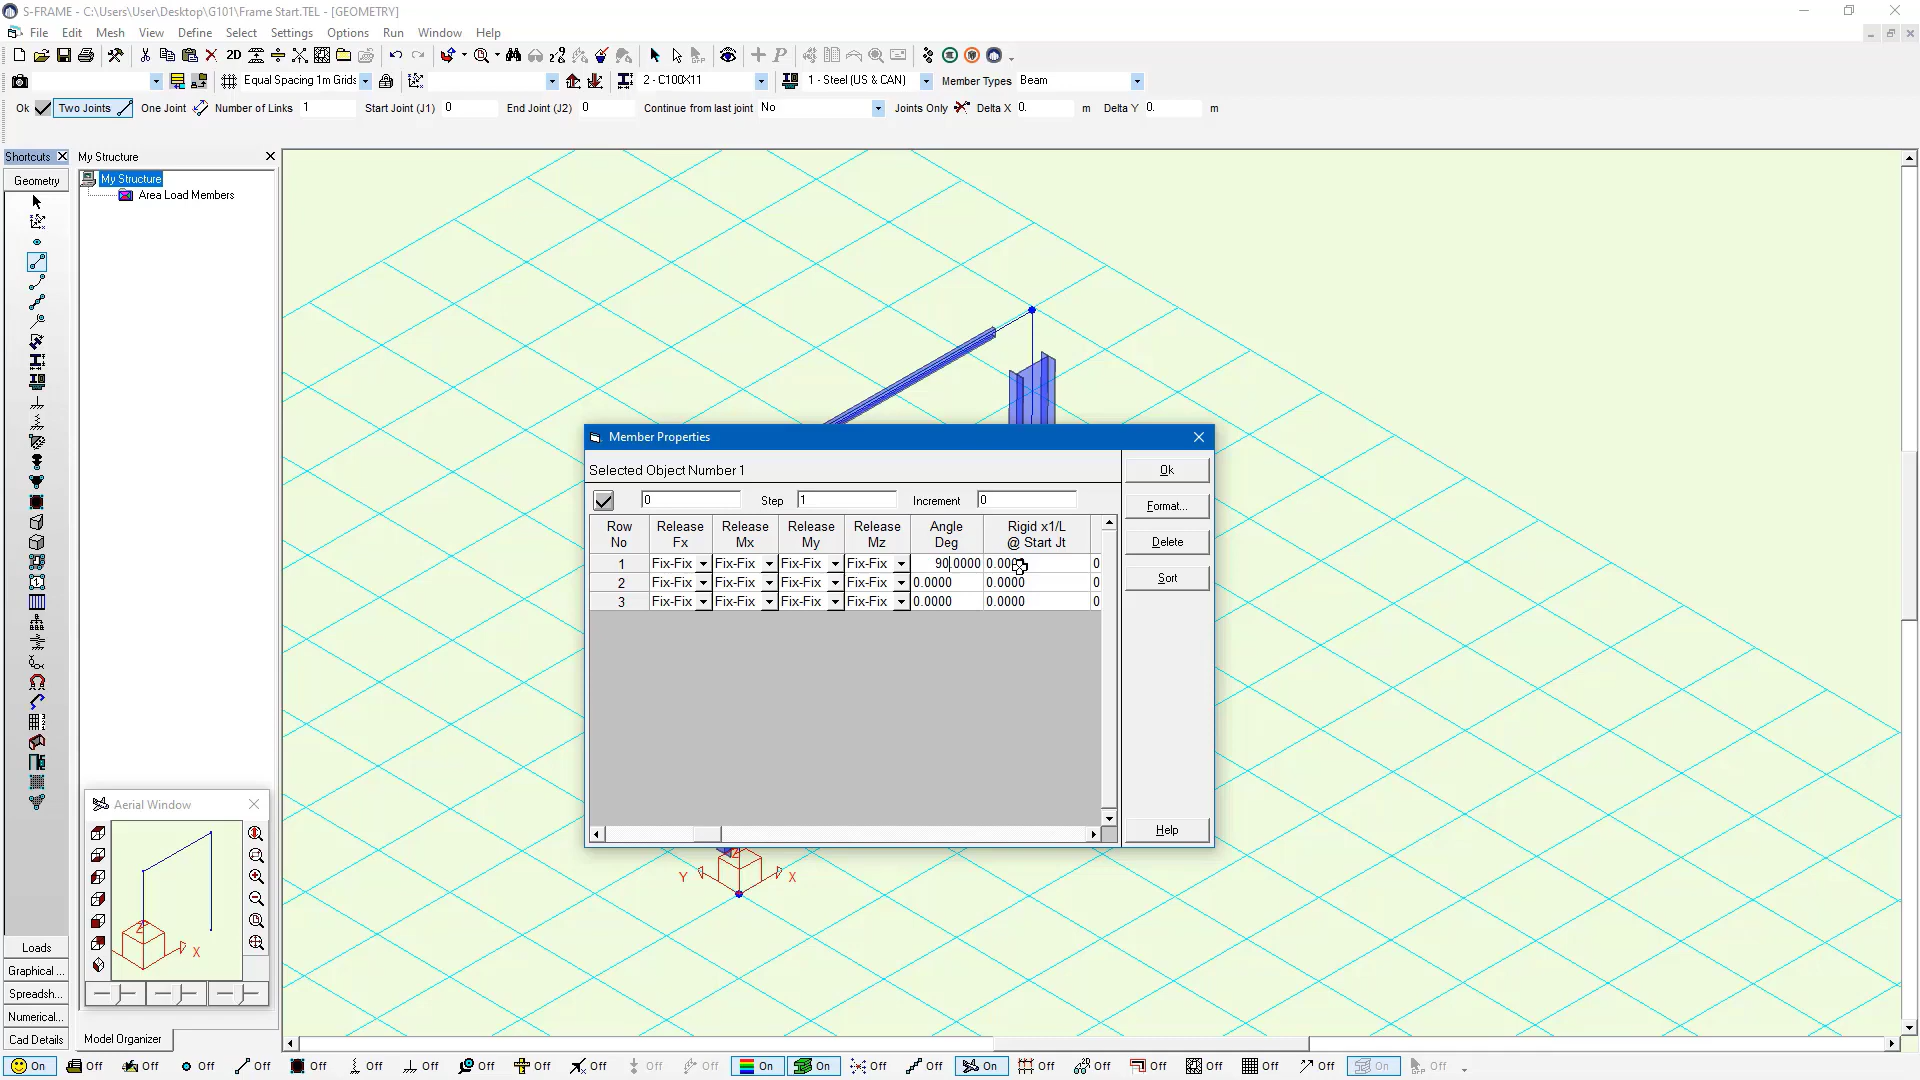 S-FRAME - C:\Users\User\Desktop\G101\Frame Start.TEL - [GEOMETRY]
File Edit Mesh View Define Select Settings Options Run Window Help
2D
Equal Spacing 1m Grids 2 - C100X11 1 - Steel (US & CAN) Member Types Beam
Ok Two Joints One Joint Number of Links 1 Start Joint (J1) 0 End Joint (J2) 0 Continue from last joint No Joints Only Delta X 0. m Delta Y 0. m
Shortcuts My Structure
Geometry My Structure
Area Load Members
Member Properties
Selected Object Number 1 Ok
0 Step 1 Increment 0 Format...
Row No Release Fx Release Mx Release My Release Mz Angle Deg Rigid x1/L @ Start Jt Delete
1 Fix-Fix Fix-Fix Fix-Fix Fix-Fix 90.0000 0.0000 0
2 Fix-Fix Fix-Fix Fix-Fix Fix-Fix 0.0000 0.0000 0 Sort
3 Fix-Fix Fix-Fix Fix-Fix Fix-Fix 0.0000 0.0000 0
Help
Aerial Window
Z
X
Y X
Loads
Graphical ...
Spreadsh...
Numerical...
Cad Details Model Organizer
On Off Off Off Off Off Off Off Off Off Off Off Off On On Off Off On Off Off Off Off Off Off On Off